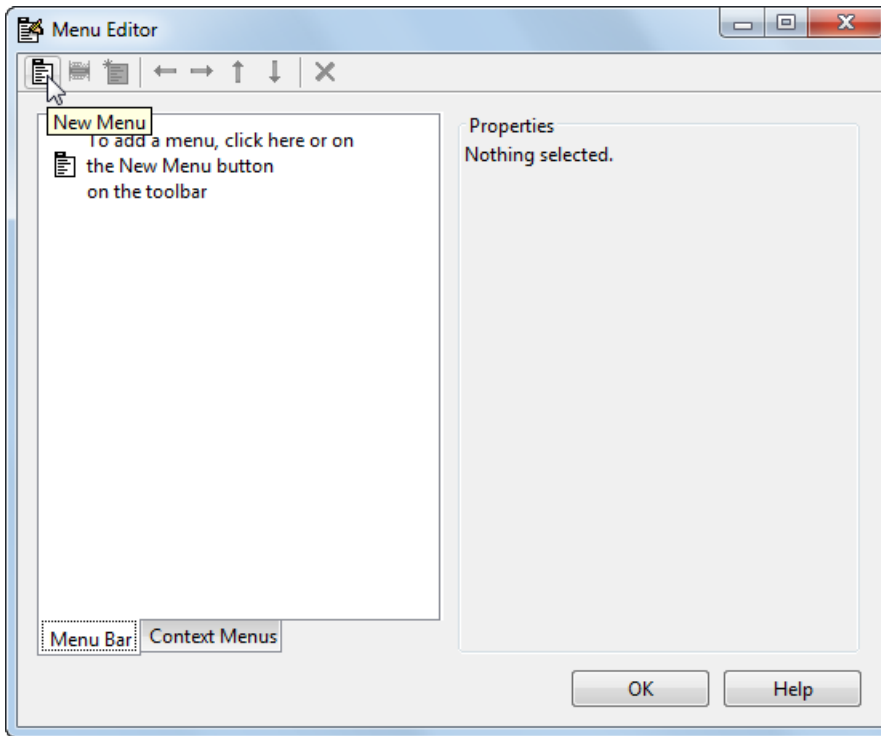 Menu Editor
New Menu
To add a menu, click here or on
the New Menu button
on the toolbar
Properties
Nothing selected.
Menu Bar
Context Menus
OK
Help